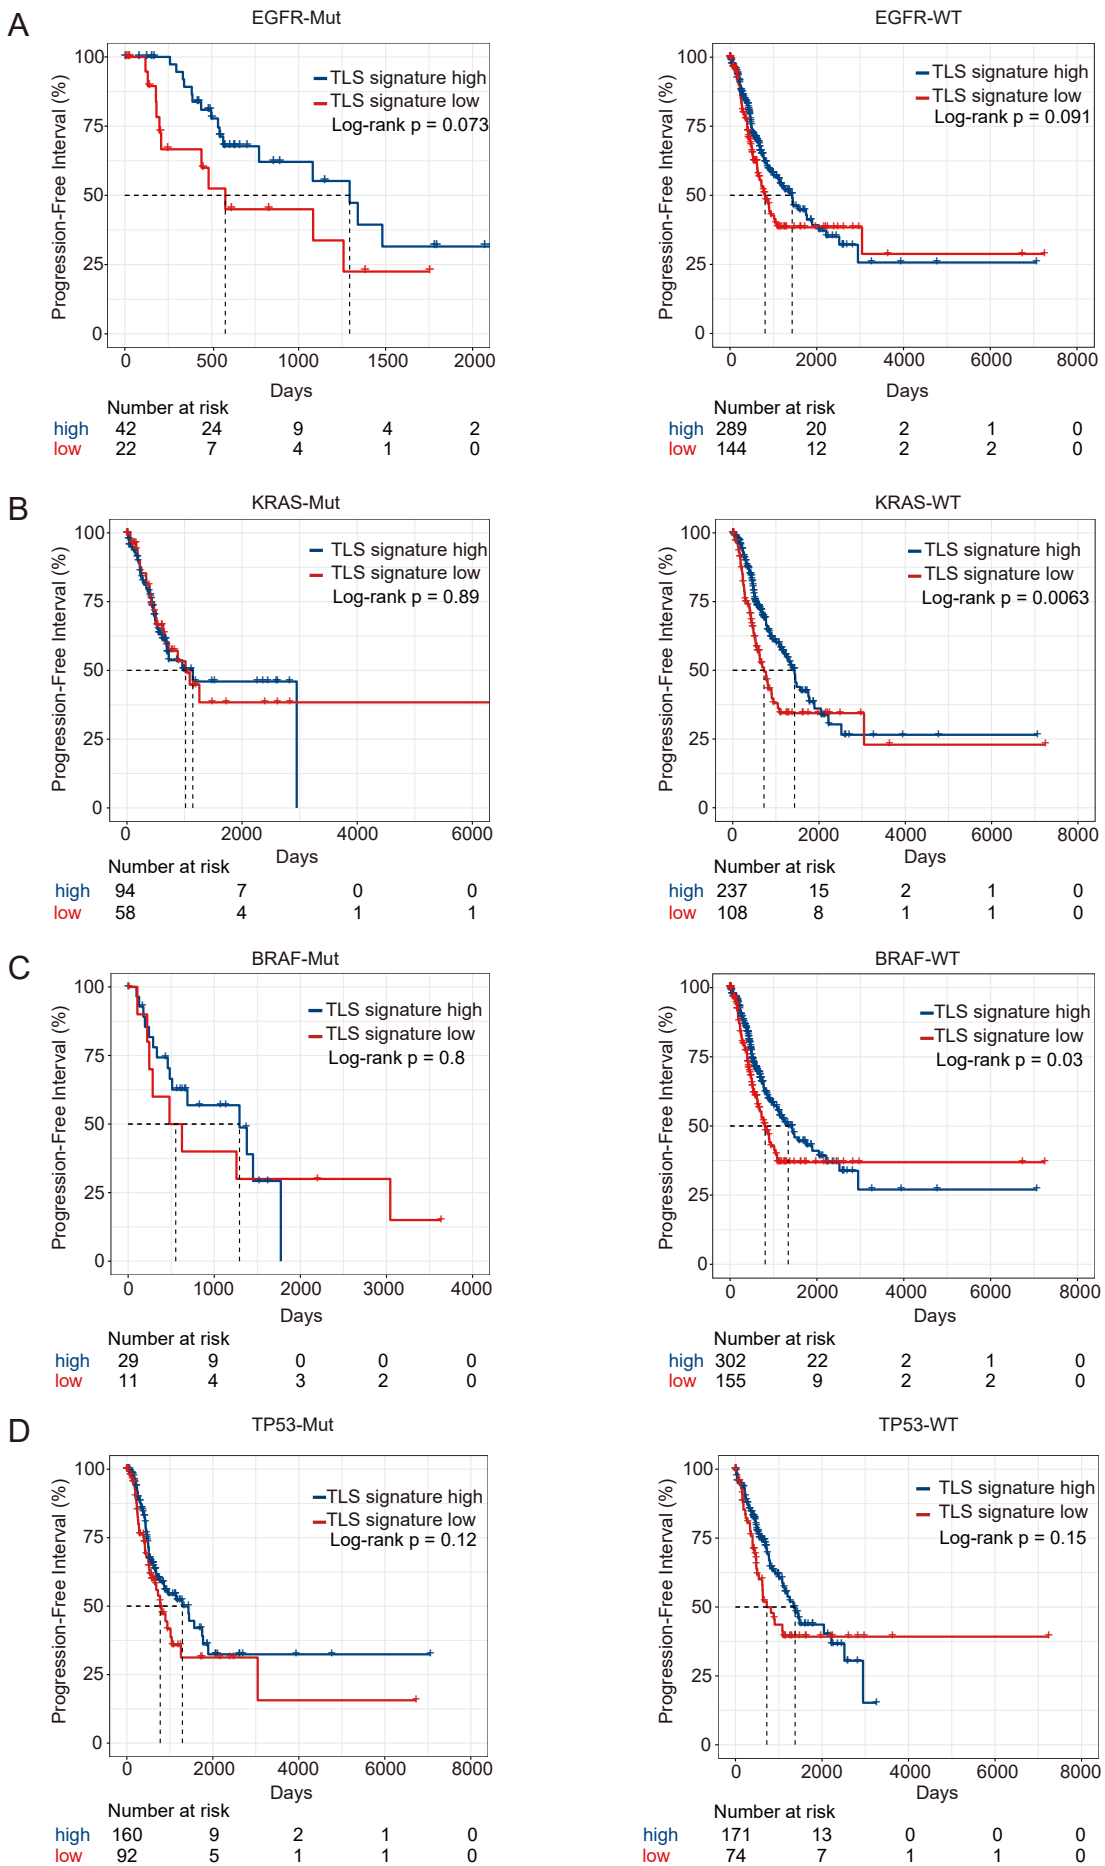 A
EGFR-Mut
Progression-Free Interval (%)
100
75
50
25
0
TLS signature high
TLS signature low
Log-rank p = 0.073
0 500 1000 1500 2000
Days
Number at risk
high 42 24 9 4 2
low 22 7 4 1 0
EGFR-WT
Progression-Free Interval (%)
100
75
50
25
0
TLS signature high
TLS signature low
Log-rank p = 0.091
0 2000 4000 6000 8000
Days
Number at risk
high 289 20 2 1 0
low 144 12 2 2 0
B
KRAS-Mut
Progression-Free Interval (%)
100
75
50
25
0
TLS signature high
TLS signature low
Log-rank p = 0.89
0 2000 4000 6000
Days
Number at risk
high 94 7 0 0
low 58 4 1 1
KRAS-WT
Progression-Free Interval (%)
100
75
50
25
0
TLS signature high
TLS signature low
Log-rank p = 0.0063
0 2000 4000 6000 8000
Days
Number at risk
high 237 15 2 1 0
low 108 8 1 1 0
C
BRAF-Mut
Progression-Free Interval (%)
100
75
50
25
0
TLS signature high
TLS signature low
Log-rank p = 0.8
0 1000 2000 3000 4000
Days
Number at risk
high 29 9 0 0 0
low 11 4 3 2 0
BRAF-WT
Progression-Free Interval (%)
100
75
50
25
0
TLS signature high
TLS signature low
Log-rank p = 0.03
0 2000 4000 6000 8000
Days
Number at risk
high 302 22 2 1 0
low 155 9 2 2 0
D
TP53-Mut
Progression-Free Interval (%)
100
75
50
25
0
TLS signature high
TLS signature low
Log-rank p = 0.12
0 2000 4000 6000 8000
Days
Number at risk
high 160 9 2 1 0
low 92 5 1 1 0
TP53-WT
Progression-Free Interval (%)
100
75
50
25
0
TLS signature high
TLS signature low
Log-rank p = 0.15
0 2000 4000 6000 8000
Days
Number at risk
high 171 13 0 0 0
low 74 7 1 1 0